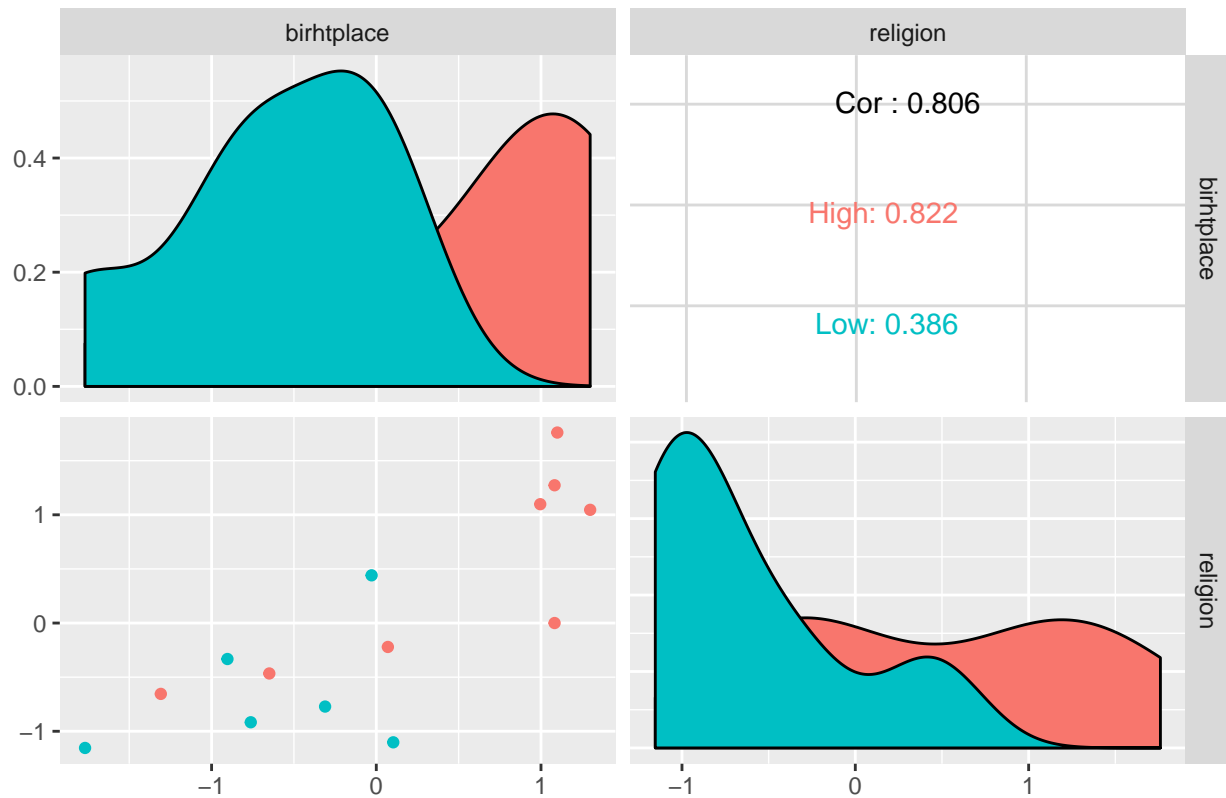 birhtplace
religion
0.4
0.2
0.0
Cor : 0.806
High: 0.822
Low: 0.386
birhtplace
1
0
−1
religion
−1
0
1
−1
0
1